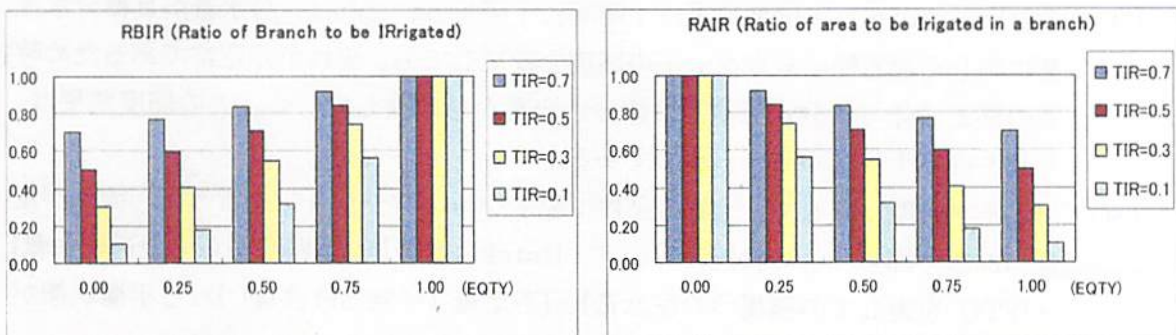 RBIR (Ratio of Branch to be IRrigated)
1.00
0.80
0.60
0.40
0.20
0.00
0.00 0.25 0.50 0.75 1.00 (EQTY)
TIR=0.7
TIR=0.5
TIR=0.3
TIR=0.1
RAIR (Ratio of area to be Irigated in a branch)
1.00
0.80
0.60
0.40
0.20
0.00
0.00 0.25 0.50 0.75 1.00 (EQTY)
TIR=0.7
TIR=0.5
TIR=0.3
TIR=0.1